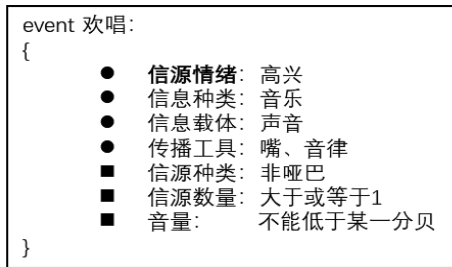 event 欢唱：
{
● 信源情绪：高兴
● 信息种类：音乐
● 信息载体：声音
● 传播工具：嘴、音律
■ 信源种类：非哑巴
■ 信源数量：大于或等于1
■ 音量： 不能低于某一分贝
}